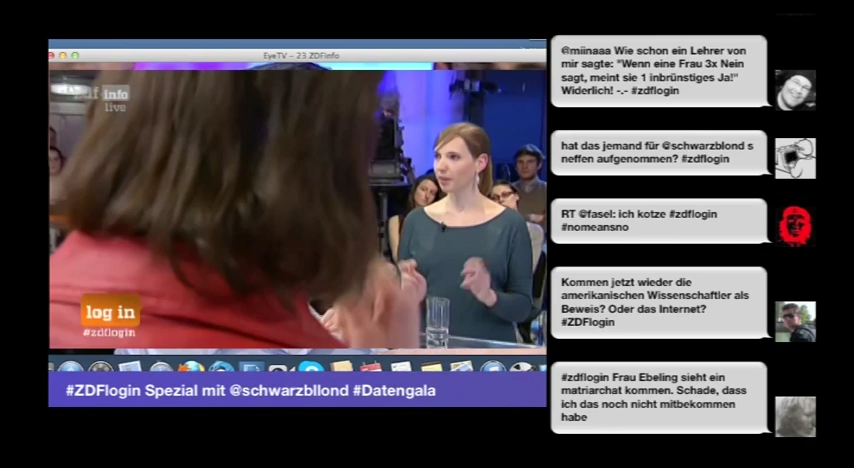 EyeTV – 23 ZDFinfo
info
live
log in
#zdflogin
#ZDFlogin Spezial mit @schwarzbllond #Datengala
@miinaaa Wie schon ein Lehrer von
mir sagte: "Wenn eine Frau 3x Nein
sagt, meint sie 1 inbrünstiges Ja!"
Widerlich! -.- #zdflogin
hat das jemand für @schwarzblond s
neffen aufgenommen? #zdflogin
RT @fasel: ich kotze #zdflogin
#nomeansno
Kommen jetzt wieder die
amerikanischen Wissenschaftler als
Beweis? Oder das Internet?
#ZDFlogin
#zdflogin Frau Ebeling sieht ein
matriarchat kommen. Schade, dass
ich das noch nicht mitbekommen
habe